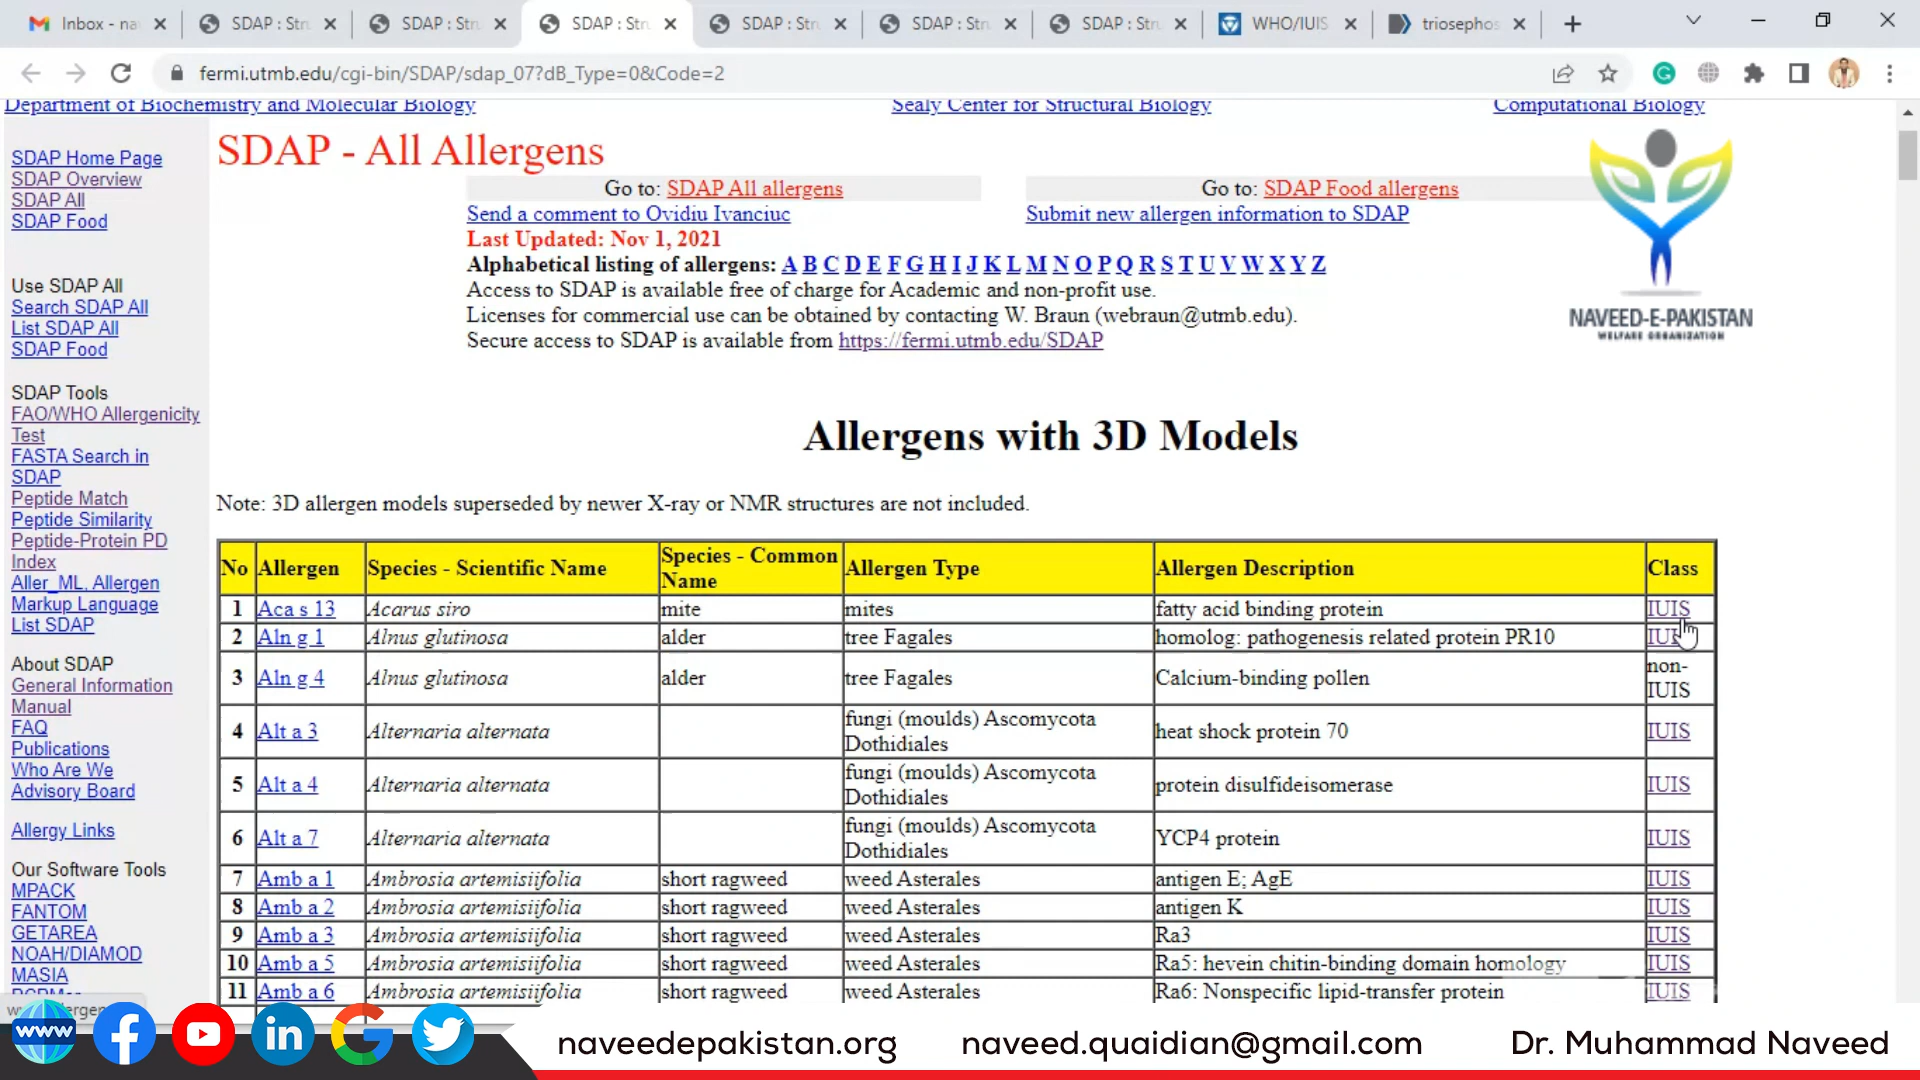 Inbox - na
SDAP : Str
SDAP : Str
SDAP : Str
SDAP : Str
SDAP : Str
SDAP : Str
WHO/IUIS
triosephos
fermi.utmb.edu/cgi-bin/SDAP/sdap_07?dB_Type=0&Code=2
Department of Biochemistry and Molecular Biology
Sealy Center for Structural Biology
Computational Biology
SDAP Home Page
SDAP Overview
SDAP All
SDAP Food
Use SDAP All
Search SDAP All
List SDAP All
SDAP Food
SDAP Tools
FAO/WHO Allergenicity
Test
FASTA Search in
SDAP
Peptide Match
Peptide Similarity
Peptide-Protein PD
Index
Aller_ML, Allergen
Markup Language
List SDAP
About SDAP
General Information
Manual
FAQ
Publications
Who Are We
Advisory Board
Allergy Links
Our Software Tools
MPACK
FANTOM
GETAREA
NOAH/DIAMOD
MASIA
SDAP - All Allergens
Go to: SDAP All allergens
Go to: SDAP Food allergens
Send a comment to Ovidiu Ivanciuc
Submit new allergen information to SDAP
Last Updated: Nov 1, 2021
Alphabetical listing of allergens: A B C D E F G H I J K L M N O P Q R S T U V W X Y Z
Access to SDAP is available free of charge for Academic and non-profit use.
Licenses for commercial use can be obtained by contacting W. Braun (webraun@utmb.edu).
Secure access to SDAP is available from https://fermi.utmb.edu/SDAP
NAVEED-E-PAKISTAN
WELFARE ORGANIZATION
Allergens with 3D Models
Note: 3D allergen models superseded by newer X-ray or NMR structures are not included.
No Allergen Species - Scientific Name Species - Common Name Allergen Type Allergen Description Class
1 Aca s 13 Acarus siro mite mites fatty acid binding protein IUIS
2 Aln g 1 Alnus glutinosa alder tree Fagales homolog: pathogenesis related protein PR10 IUIS
3 Aln g 4 Alnus glutinosa alder tree Fagales Calcium-binding pollen non-IUIS
4 Alt a 3 Alternaria alternata fungi (moulds) Ascomycota Dothidiales heat shock protein 70 IUIS
5 Alt a 4 Alternaria alternata fungi (moulds) Ascomycota Dothidiales protein disulfideisomerase IUIS
6 Alt a 7 Alternaria alternata fungi (moulds) Ascomycota Dothidiales YCP4 protein IUIS
7 Amb a 1 Ambrosia artemisiifolia short ragweed weed Asterales antigen E; AgE IUIS
8 Amb a 2 Ambrosia artemisiifolia short ragweed weed Asterales antigen K IUIS
9 Amb a 3 Ambrosia artemisiifolia short ragweed weed Asterales Ra3 IUIS
10 Amb a 5 Ambrosia artemisiifolia short ragweed weed Asterales Ra5: hevein chitin-binding domain homology IUIS
11 Amb a 6 Ambrosia artemisiifolia short ragweed weed Asterales Ra6: Nonspecific lipid-transfer protein IUIS
www
naveedepakistan.org
naveed.quaidian@gmail.com
Dr. Muhammad Naveed